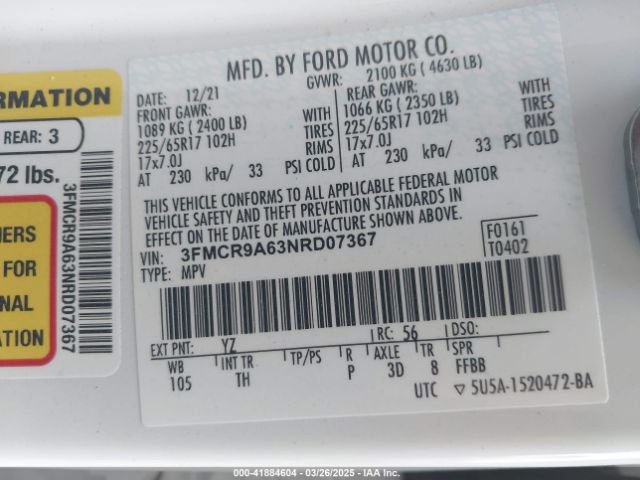 MFD. BY FORD MOTOR CO.
DATE: 12/21
GVWR: 2100 KG ( 4630 LB)
FRONT GAWR: REAR GAWR: WITH
1089 KG ( 2400 LB) WITH 1066 KG ( 2350 LB) TIRES
225/65R17 102H TIRES 225/65R17 102H RIMS
17x7.0J RIMS 17x7.0J
AT 230 kPa/ 33 PSI COLD AT 230 kPa/ 33 PSI COLD
THIS VEHICLE CONFORMS TO ALL APPLICABLE FEDERAL MOTOR
VEHICLE SAFETY AND THEFT PREVENTION STANDARDS IN
EFFECT ON THE DATE OF MANUFACTURE SHOWN ABOVE.
VIN: 3FMCR9A63NRD07367
TYPE: MPV
F0161
T0402
EXT PNT: YZ RC: 56 DSO:
WB INT TR TP/PS R AXLE TR SPR
105 TH P 3D 8 FFBB
UTC ▽ 5U5A-1520472-BA
ORMATION
REAR: 3
72 lbs.
NERS
FOR
NAL
ATION
3FMCR9A63NRD07367
0-41884604 | 03/26/2025 - IAA Inc.